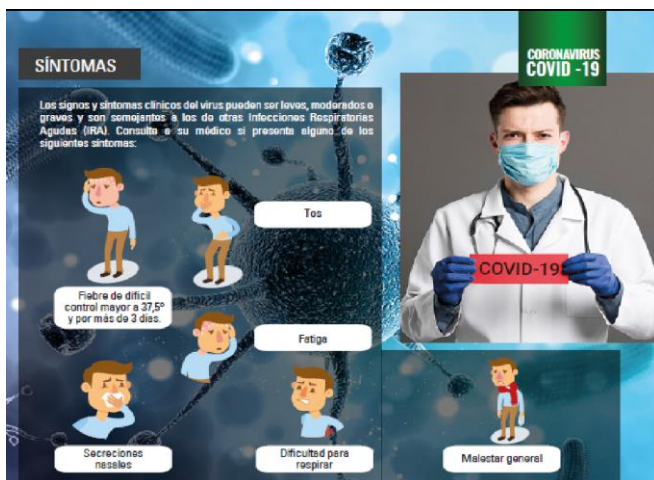 SÍNTOMAS
CORONAVIRUS
COVID -19
Los signos y síntomas clínicos del virus pueden ser leves, moderados o
graves y son semejantes a los de otras Infecciones Respiratorias
Agudas (IRA). Consulte a su médico si presenta alguno de los
siguientes síntomas:
Tos
COVID-19
Fiebre de difícil
control mayor a 37,5°
y por más de 3 días.
Fatiga
Secreciones
nasales
Dificultad para
respirar
Malestar general